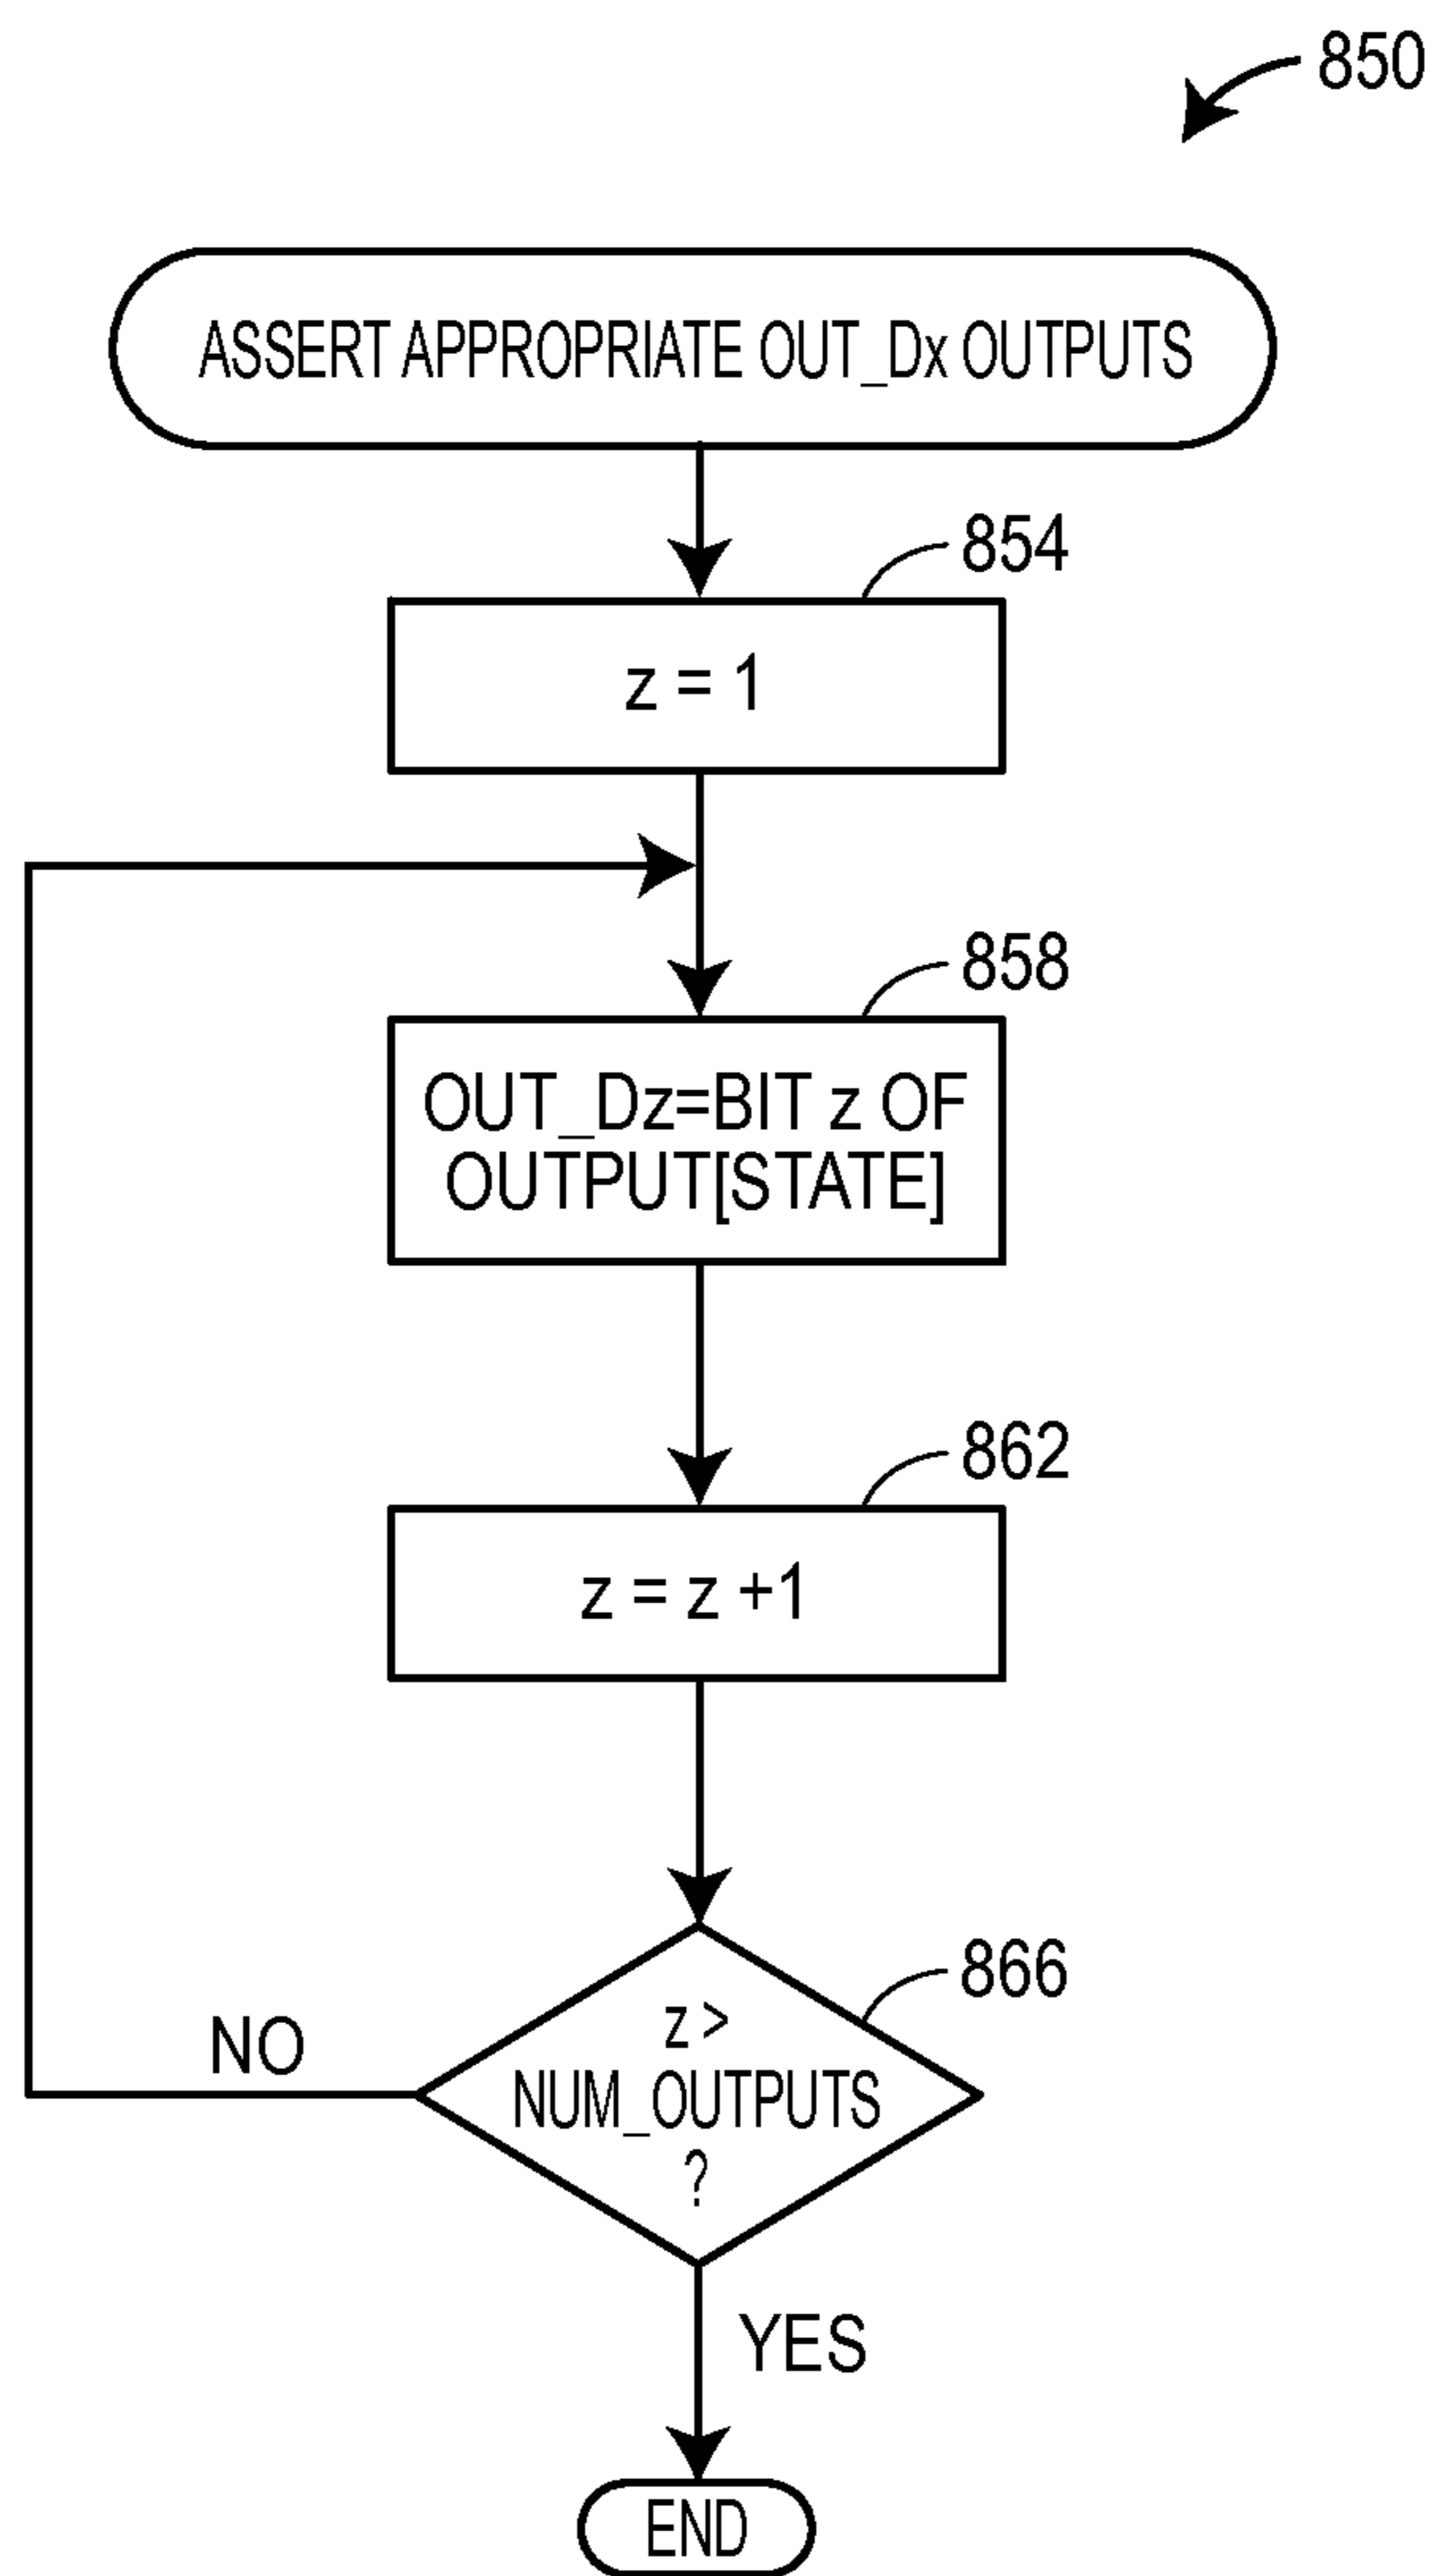 850
ASSERT APPROPRIATE OUT_Dx OUTPUTS
854
z = 1
858
OUT_Dz=BIT z OF
OUTPUT[STATE]
862
z = z +1
866
z >
NUM_OUTPUTS
?
NO
YES
END